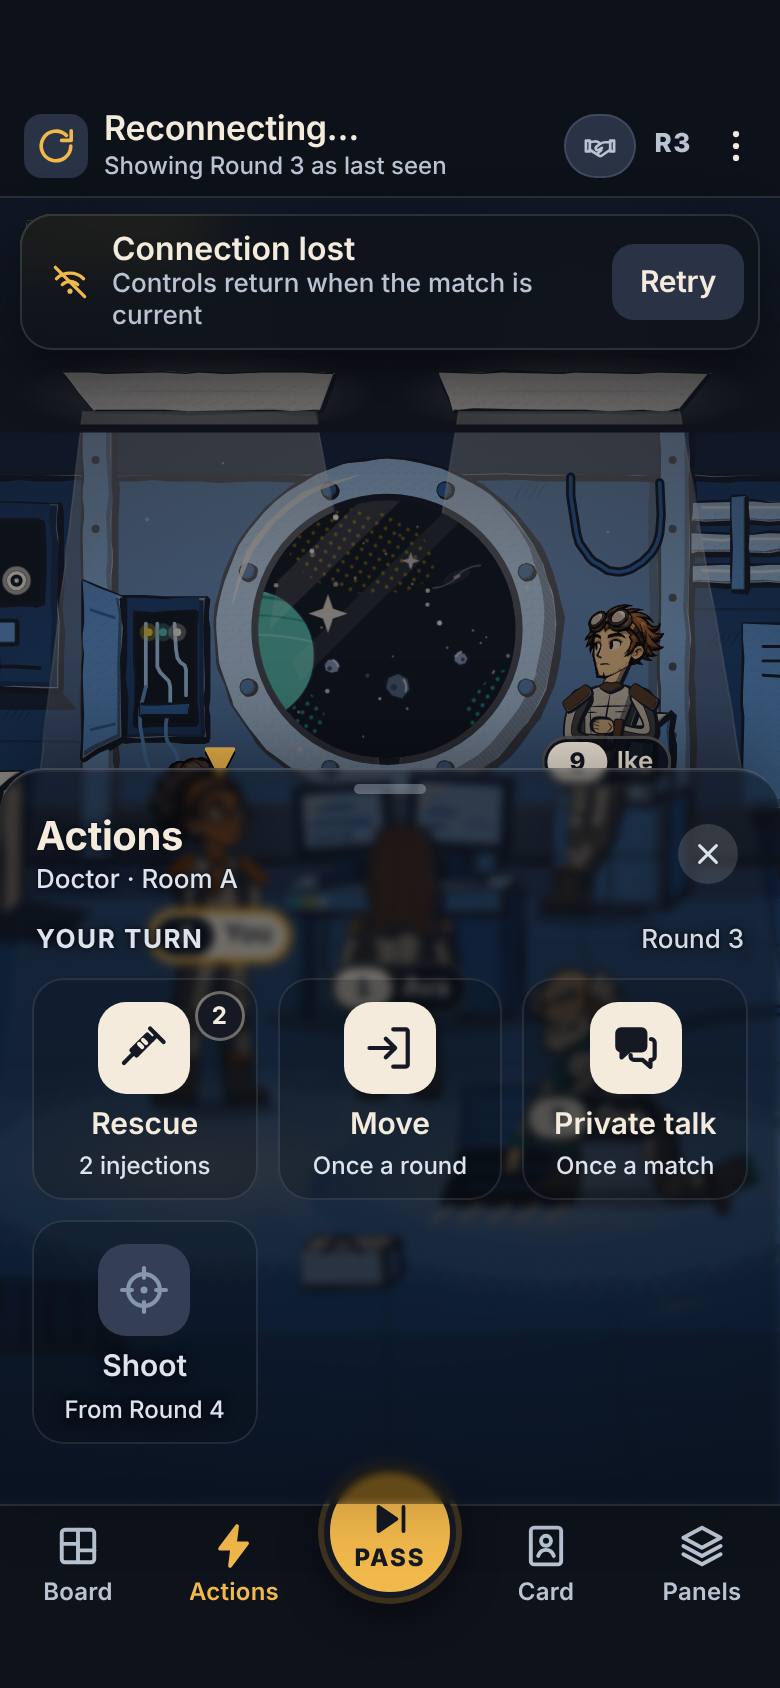 Reconnecting...
Showing Round 3 as last seen
R3
Connection lost
Controls return when the match is
current
Retry
9 Ike
Actions
Doctor · Room A
YOUR TURN
You
Round 3
2
Rescue
2 injections
Move
Once a round
Private talk
Once a match
Shoot
From Round 4
PASS
Board
Actions
Card
Panels